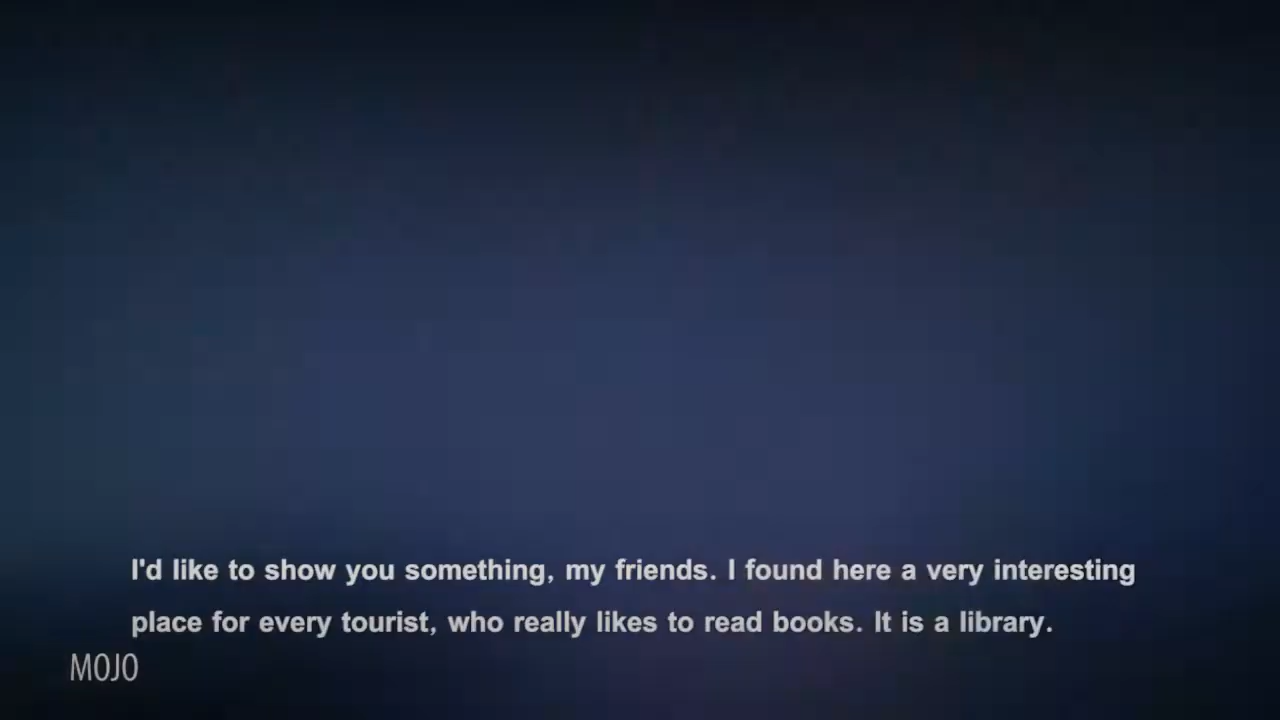 I'd like to show you something, my friends. I found here a very interesting
place for every tourist, who really likes to read books. It is a library.
MOJO